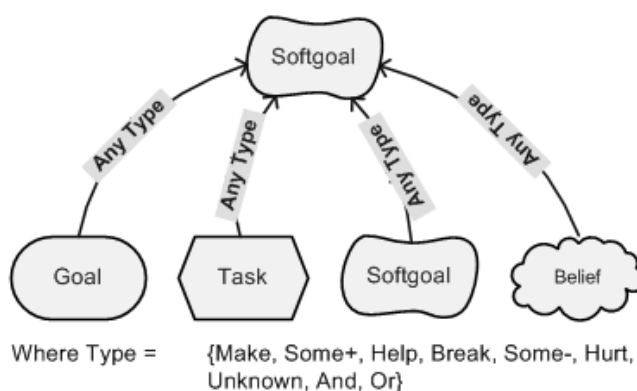 Softgoal
Any Type
Any Type
Any Type
Any Type
Goal
Task
Softgoal
Belief
Where Type = {Make, Some+, Help, Break, Some-, Hurt,
Unknown, And, Or}